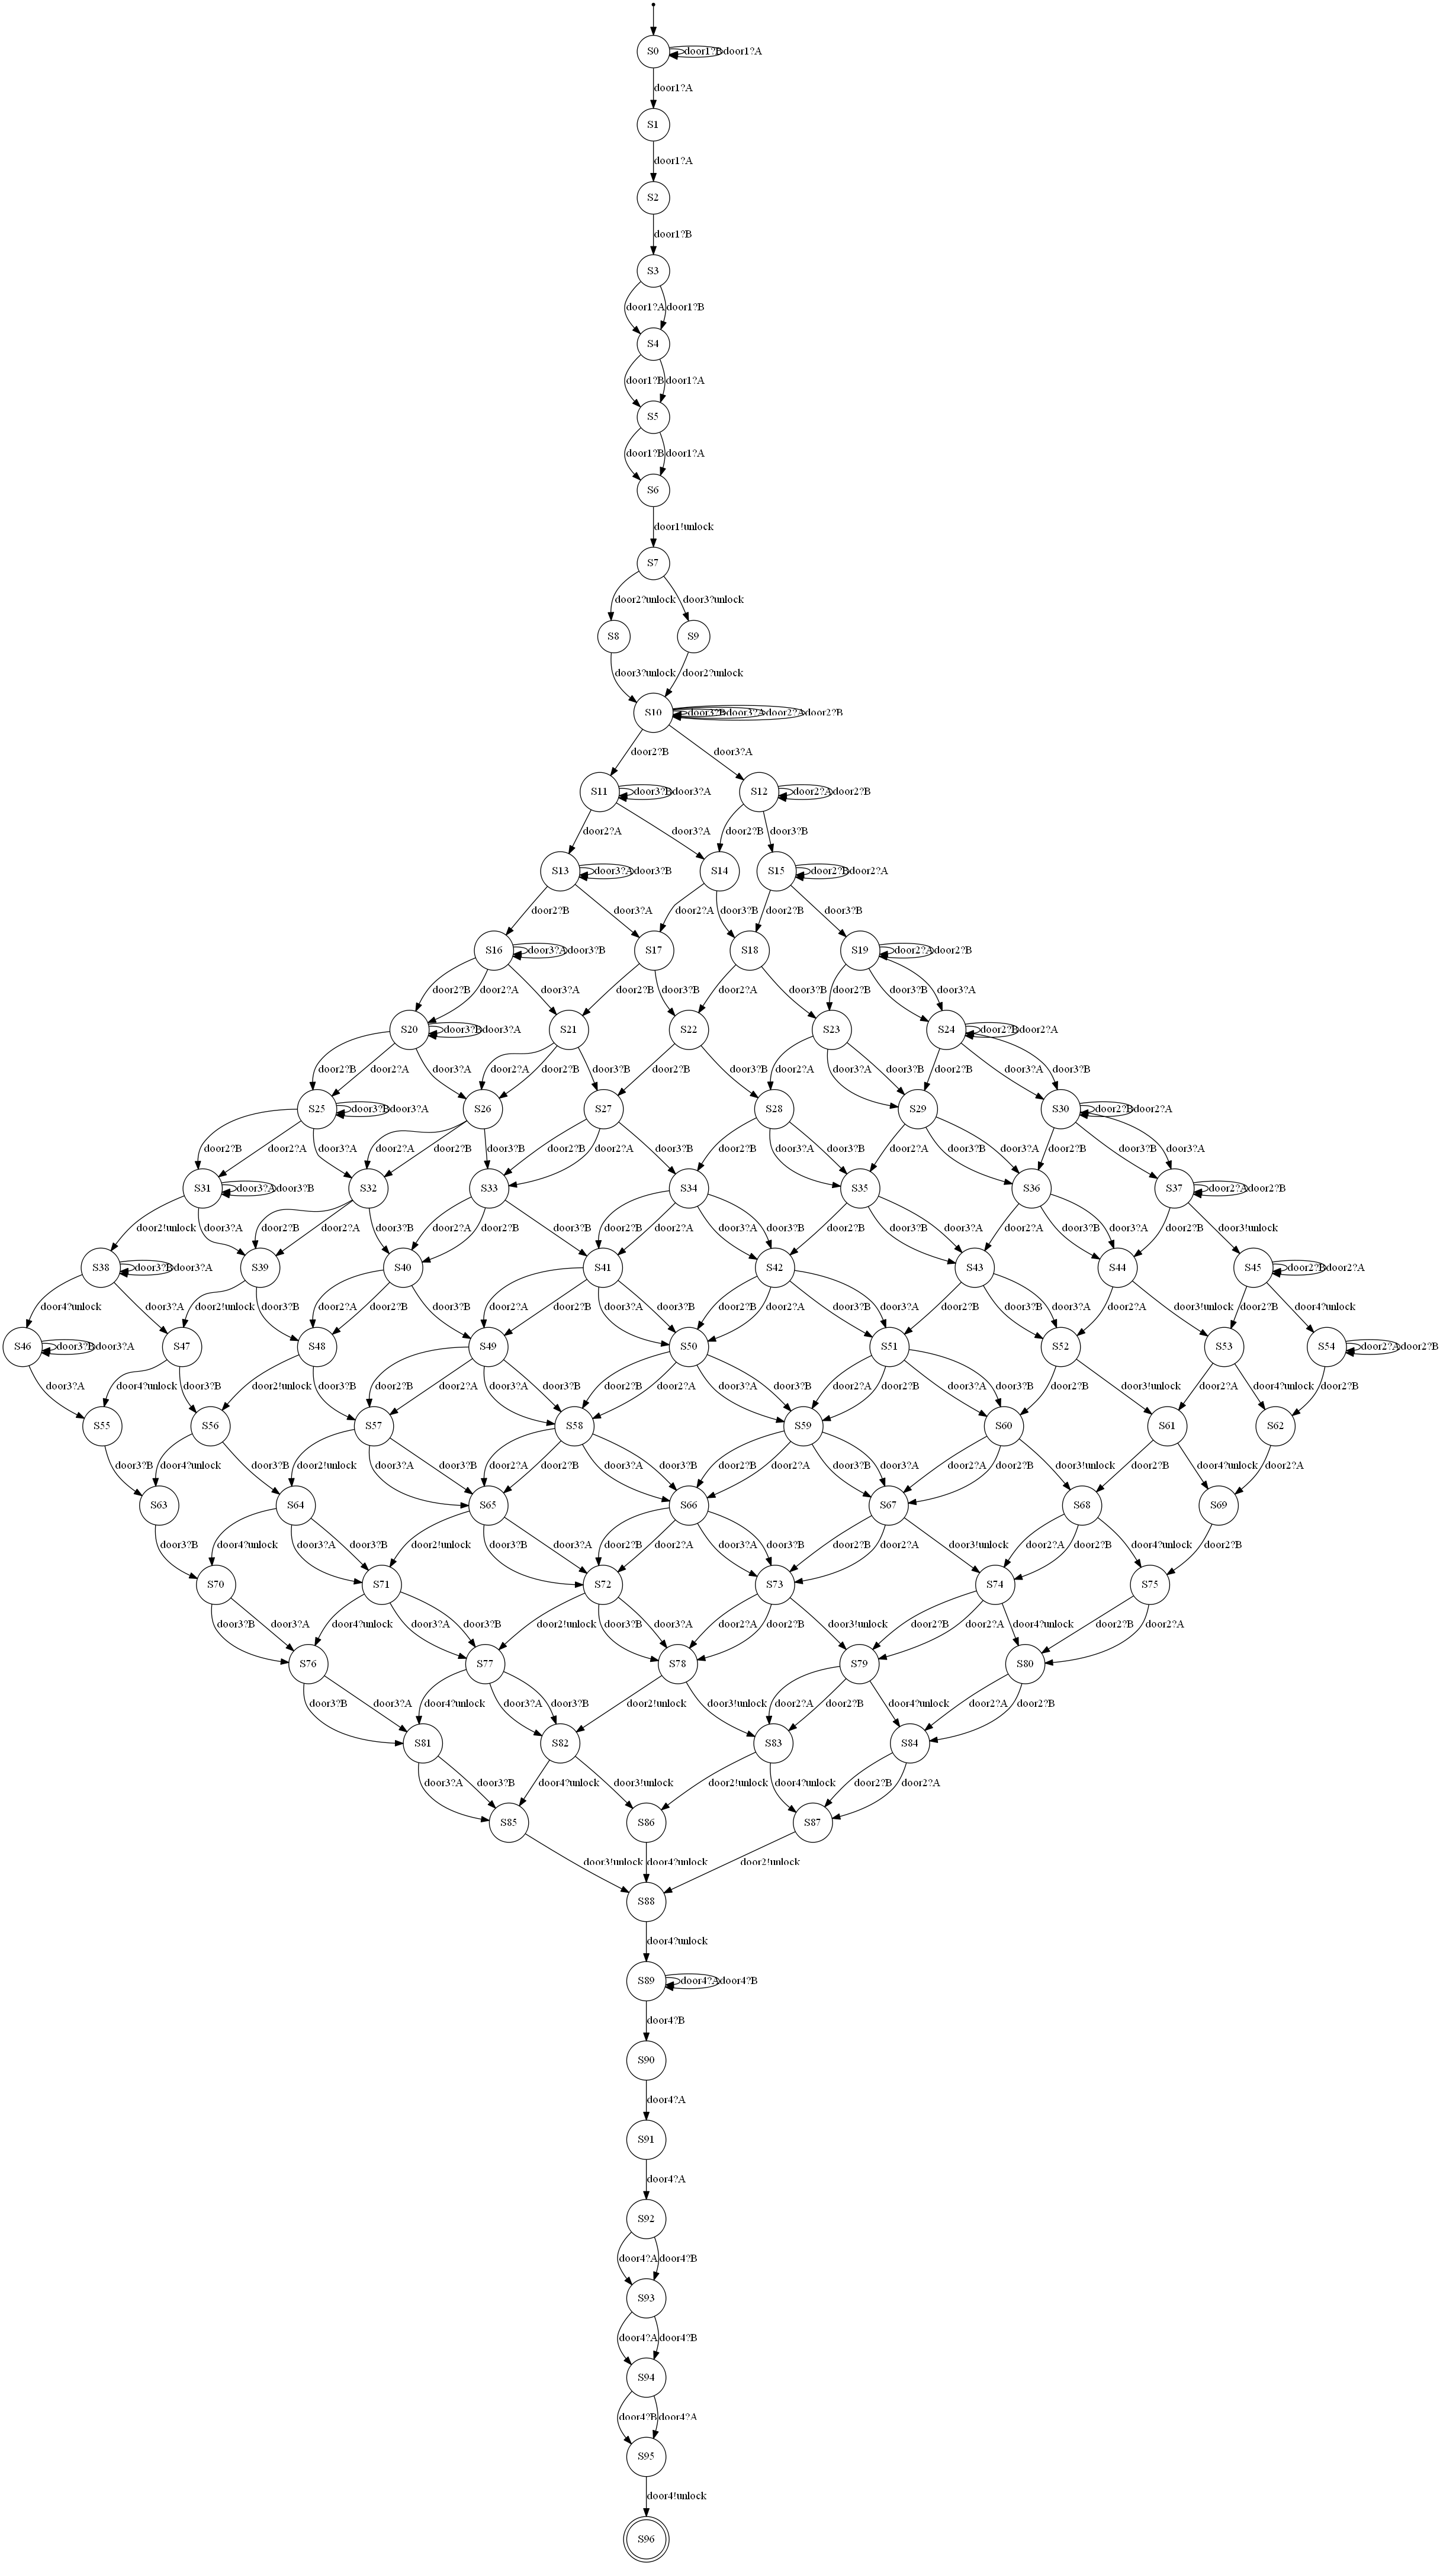 S0 door1?B door1?A
door1?A
S1
door1?A
S2
door1?B
S3
door1?A door1?B
S4
door1?B door1?A
S5
door1?B door1?A
S6
door1!unlock
S7
door2?unlock door3?unlock
S8 S9
door3?unlock door2?unlock
S10 door3?B door3?A door2?A door2?B
door2?B door3?A
S11 door3?B door3?A S12 door2?A door2?B
door2?A door3?A door2?B door3?B
S13 door3?A door3?B S14 S15 door2?B door2?A
door2?B door3?A door2?A door3?B door2?B door3?B
S16 door3?A door3?B S17 S18 S19 door2?A door2?B
door2?B door2?A door3?A door2?B door3?B door2?A door3?B door2?B door3?B door3?A
S20 door3?B door3?A S21 S22 S23 S24 door2?B door2?A
door2?B door2?A door3?A door2?A door2?B door3?B door2?B door3?B door2?A door3?A door3?B door2?B door3?A door3?B
S25 door3?B door3?A S26 S27 S28 S29 S30 door2?B door2?A
door2?B door2?A door3?A door2?A door2?B door3?B door2?B door2?A door3?B door2?B door3?A door3?B door2?A door3?B door3?A door2?B door3?B door3?A
S31 door3?A door3?B S32 S33 S34 S35 S36 S37 door2?A door2?B
door2!unlock door3?A door2?B door2?A door3?B door2?A door2?B door3?B door2?B door2?A door3?A door3?B door2?B door3?B door3?A door2?A door3?B door3?A door2?B door3!unlock
S38 door3?B door3?A S39 S40 S41 S42 S43 S44 S45 door2?B door2?A
door4?unlock door3?A door2!unlock door3?B door2?A door2?B door3?B door2?A door2?B door3?A door3?B door2?B door2?A door3?B door3?A door2?B door3?B door3?A door2?A door3!unlock door2?B door4?unlock
S46 door3?B door3?A S47 S48 S49 S50 S51 S52 S53 S54 door2?A door2?B
door3?A door4?unlock door3?B door2!unlock door3?B door2?B door2?A door3?A door3?B door2?B door2?A door3?A door3?B door2?A door2?B door3?A door3?B door2?B door3!unlock door2?A door4?unlock door2?B
S55 S56 S57 S58 S59 S60 S61 S62
door3?B door4?unlock door3?B door2!unlock door3?A door3?B door2?A door2?B door3?A door3?B door2?B door2?A door3?B door3?A door2?A door2?B door3!unlock door2?B door4?unlock door2?A
S63 S64 S65 S66 S67 S68 S69
door3?B door4?unlock door3?A door3?B door2!unlock door3?B door3?A door2?B door2?A door3?A door3?B door2?B door2?A door3!unlock door2?A door2?B door4?unlock door2?B
S70 S71 S72 S73 S74 S75
door3?B door3?A door4?unlock door3?A door3?B door2!unlock door3?B door3?A door2?A door2?B door3!unlock door2?B door2?A door4?unlock door2?B door2?A
S76 S77 S78 S79 S80
door3?B door3?A door4?unlock door3?A door3?B door2!unlock door3!unlock door2?A door2?B door4?unlock door2?A door2?B
S81 S82 S83 S84
door3?A door3?B door4?unlock door3!unlock door2!unlock door4?unlock door2?B door2?A
S85 S86 S87
door3!unlock door4?unlock door2!unlock
S88
door4?unlock
S89 door4?A door4?B
door4?B
S90
door4?A
S91
door4?A
S92
door4?A door4?B
S93
door4?A door4?B
S94
door4?B door4?A
S95
door4!unlock
S96